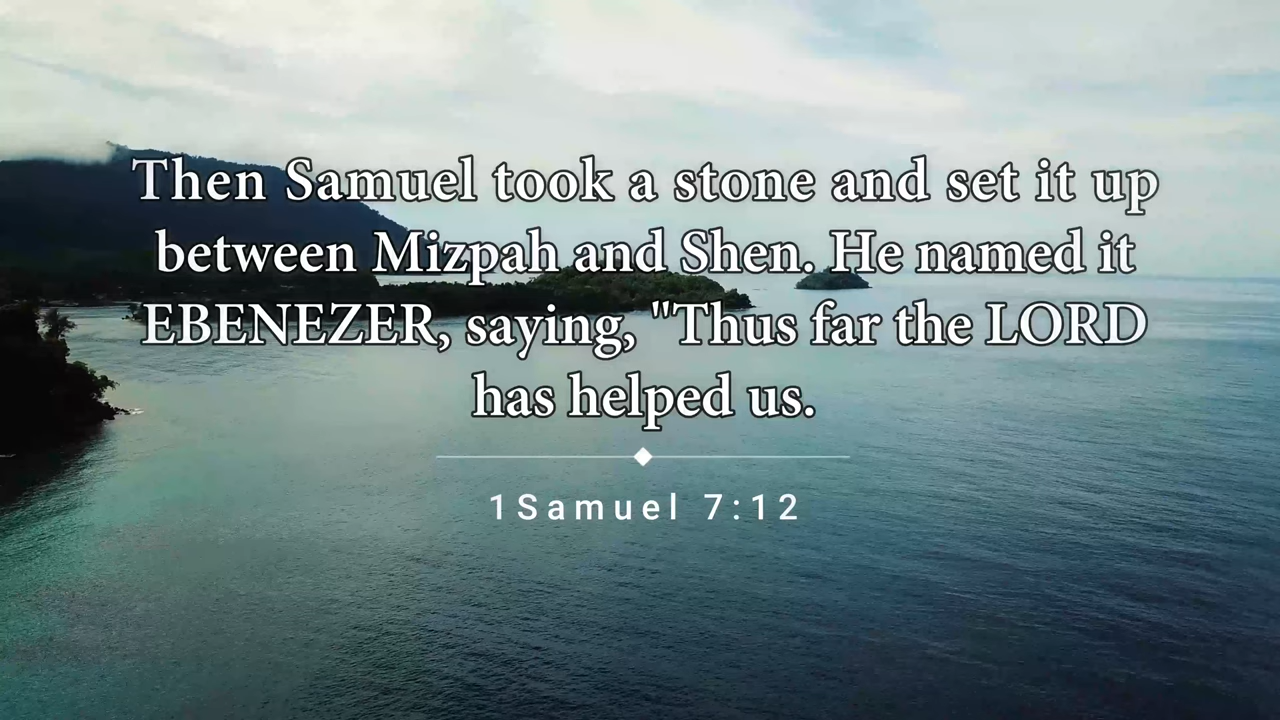 Then Samuel took a stone and set it up
between Mizpah and Shen. He named it
EBENEZER, saying, "Thus far the LORD
has helped us.
1Samuel 7:12